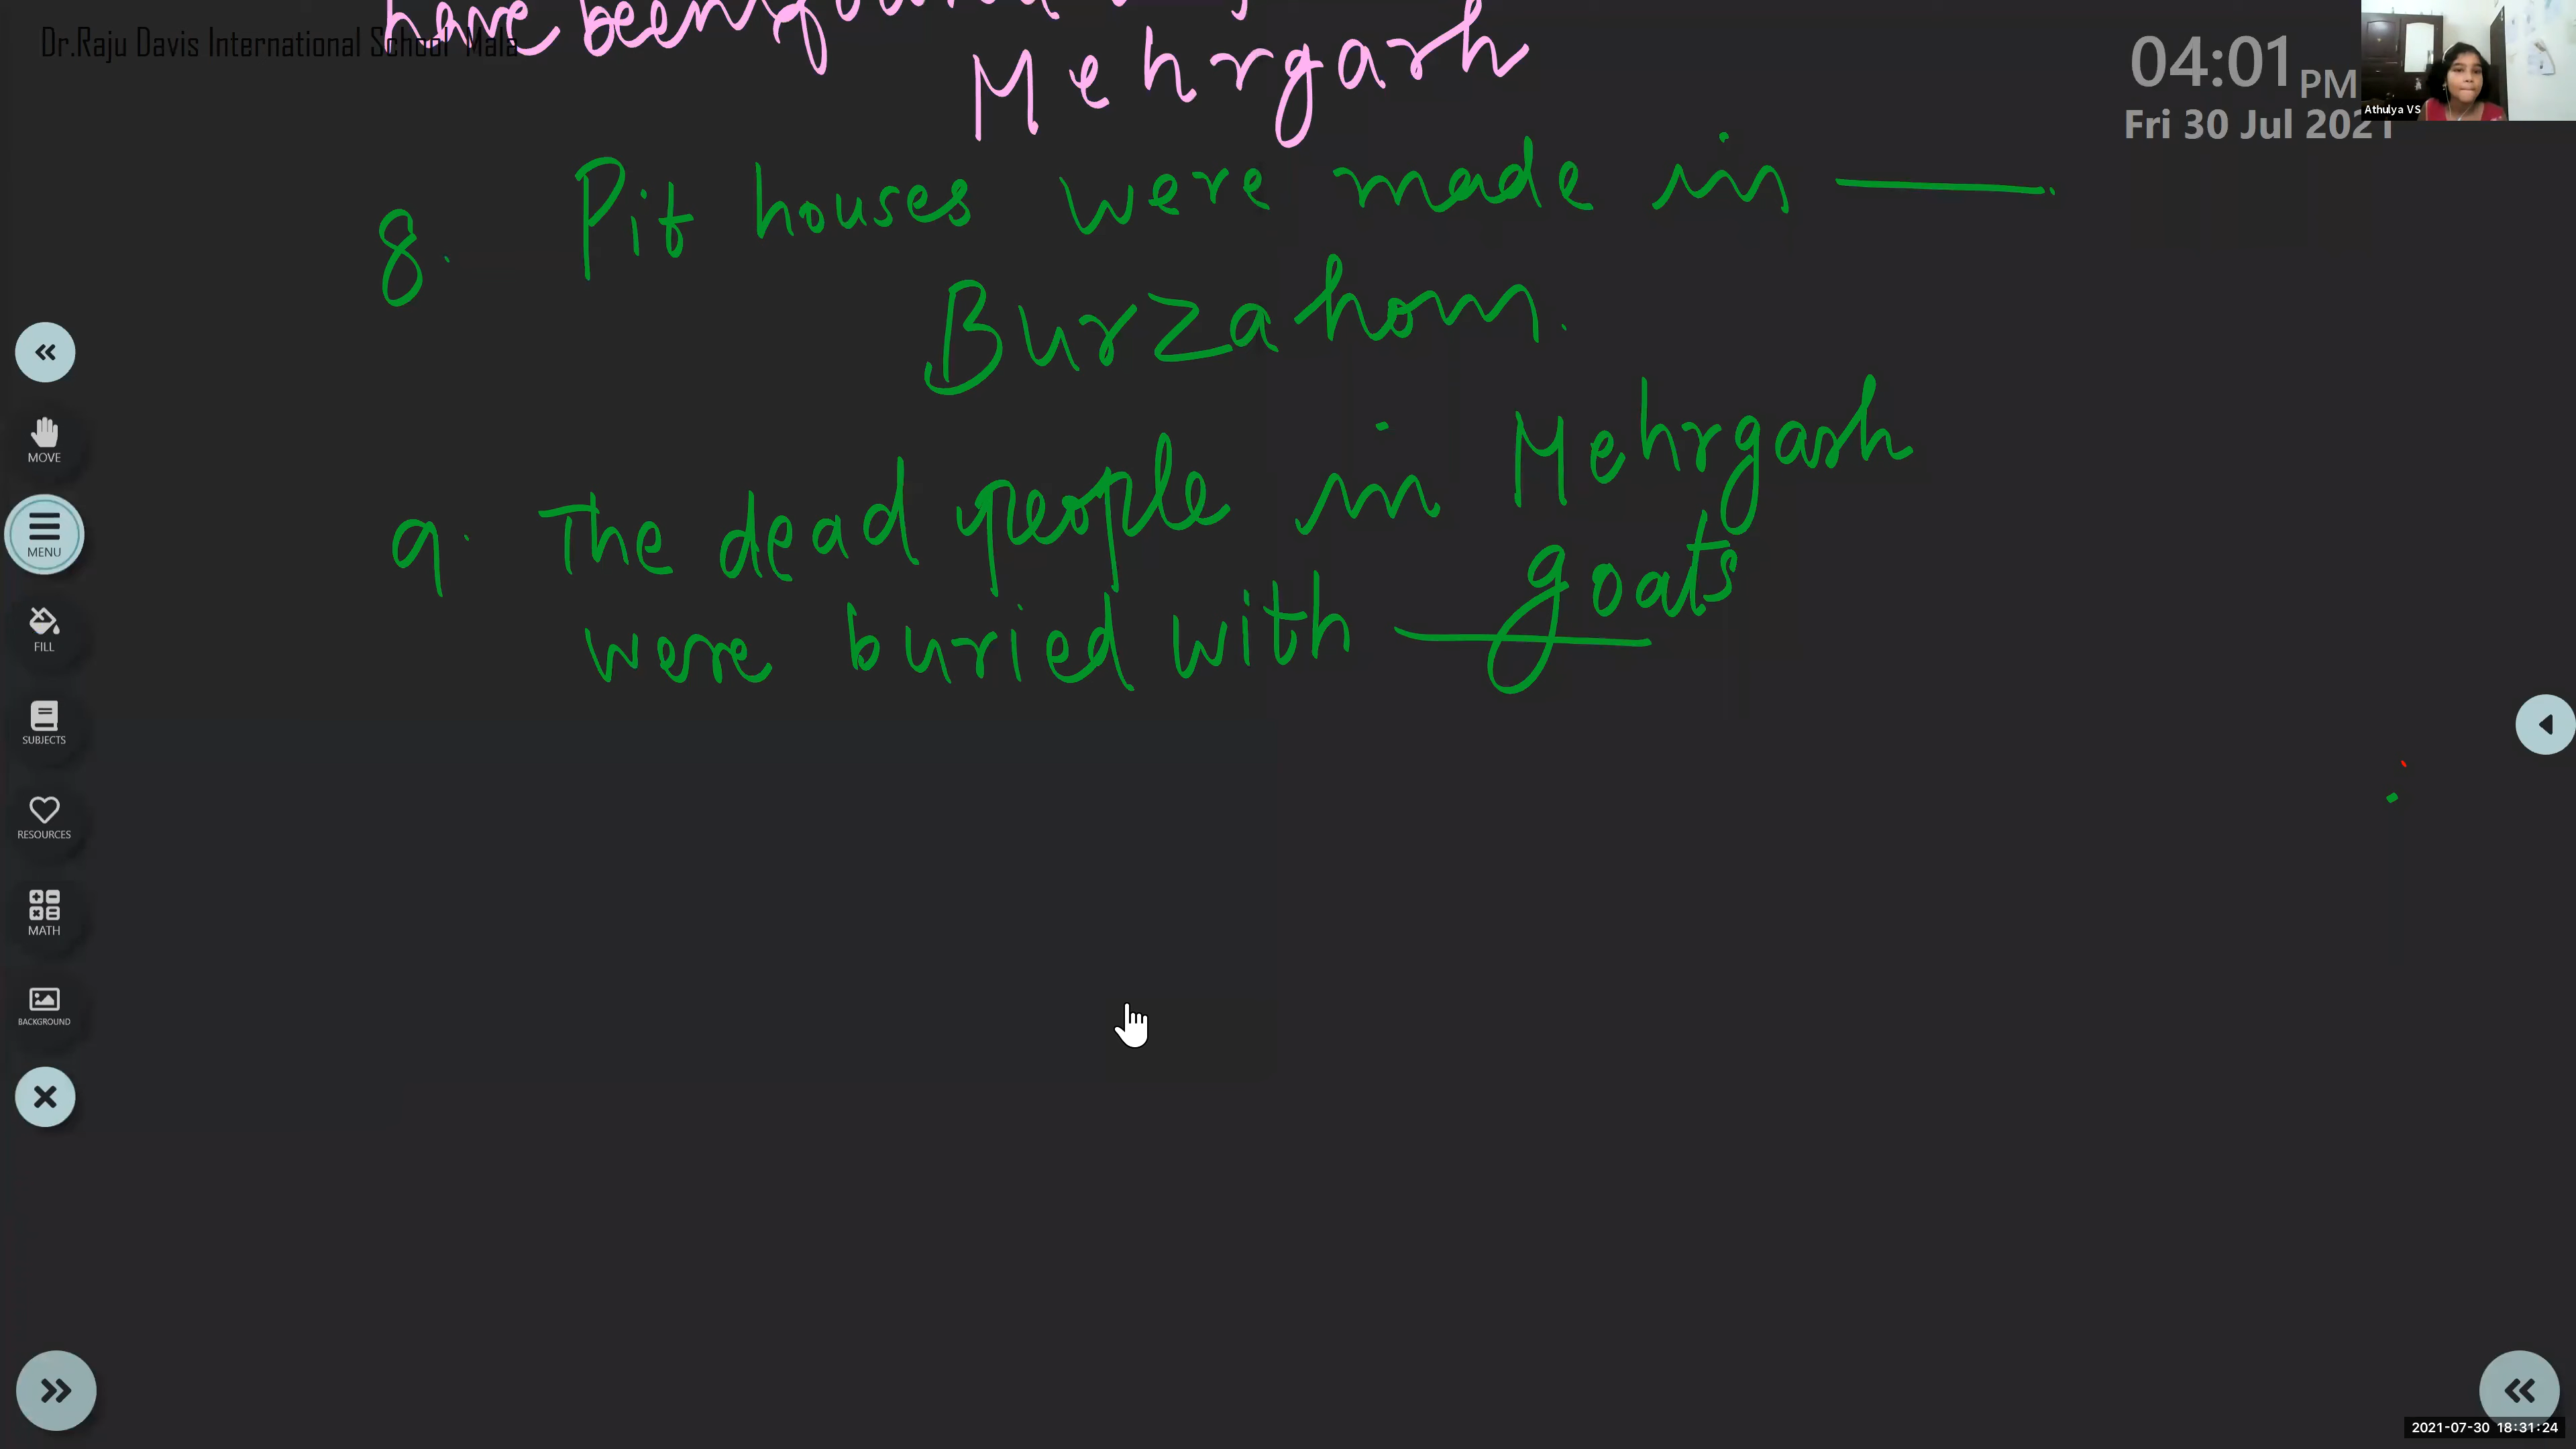 have been found
Dr.Raju Davis International School Mala
Mehrgarh
04:01 PM
Fri 30 Jul 2021
Athulya VS
8. Pit houses were made in ———.
Burzahom.
9. The dead people in Mehrgarh
were buried with goats
MOVE
MENU
FILL
SUBJECTS
RESOURCES
MATH
BACKGROUND
2021-07-30 18:31:24